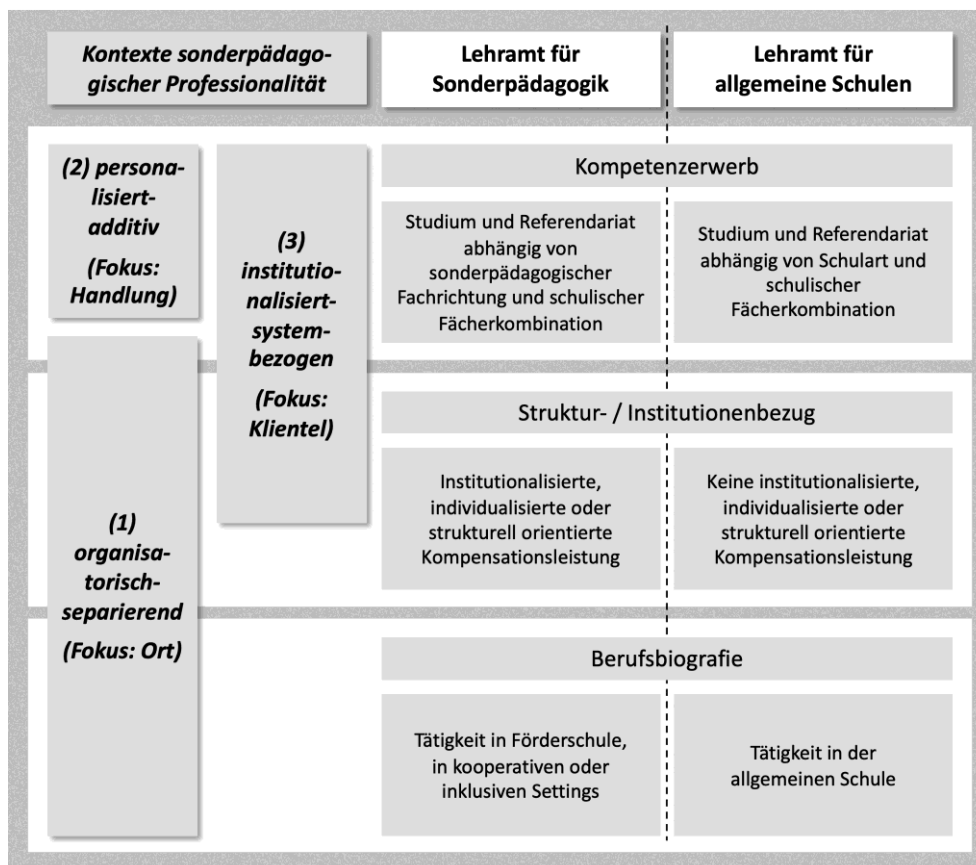 Kontexte sonderpädago-
gischer Professionalität
Lehramt für
Sonderpädagogik
Lehramt für
allgemeine Schulen
(2) persona-
lisiert-
additiv
(Fokus:
Handlung)
(3)
institutio-
nalisiert-
system-
bezogen
(Fokus:
Klientel)
Kompetenzerwerb
Studium und Referendariat
abhängig von
sonderpädagogischer
Fachrichtung und schulischer
Fächerkombination
Studium und Referendariat
abhängig von Schulart und
schulischer
Fächerkombination
(1)
organisa-
torisch-
separierend
(Fokus: Ort)
Struktur- / Institutionenbezug
Institutionalisierte,
individualisierte oder
strukturell orientierte
Kompensationsleistung
Keine institutionalisierte,
individualisierte oder
strukturell orientierte
Kompensationsleistung
Berufsbiografie
Tätigkeit in Förderschule,
in kooperativen oder
inklusiven Settings
Tätigkeit in der
allgemeinen Schule